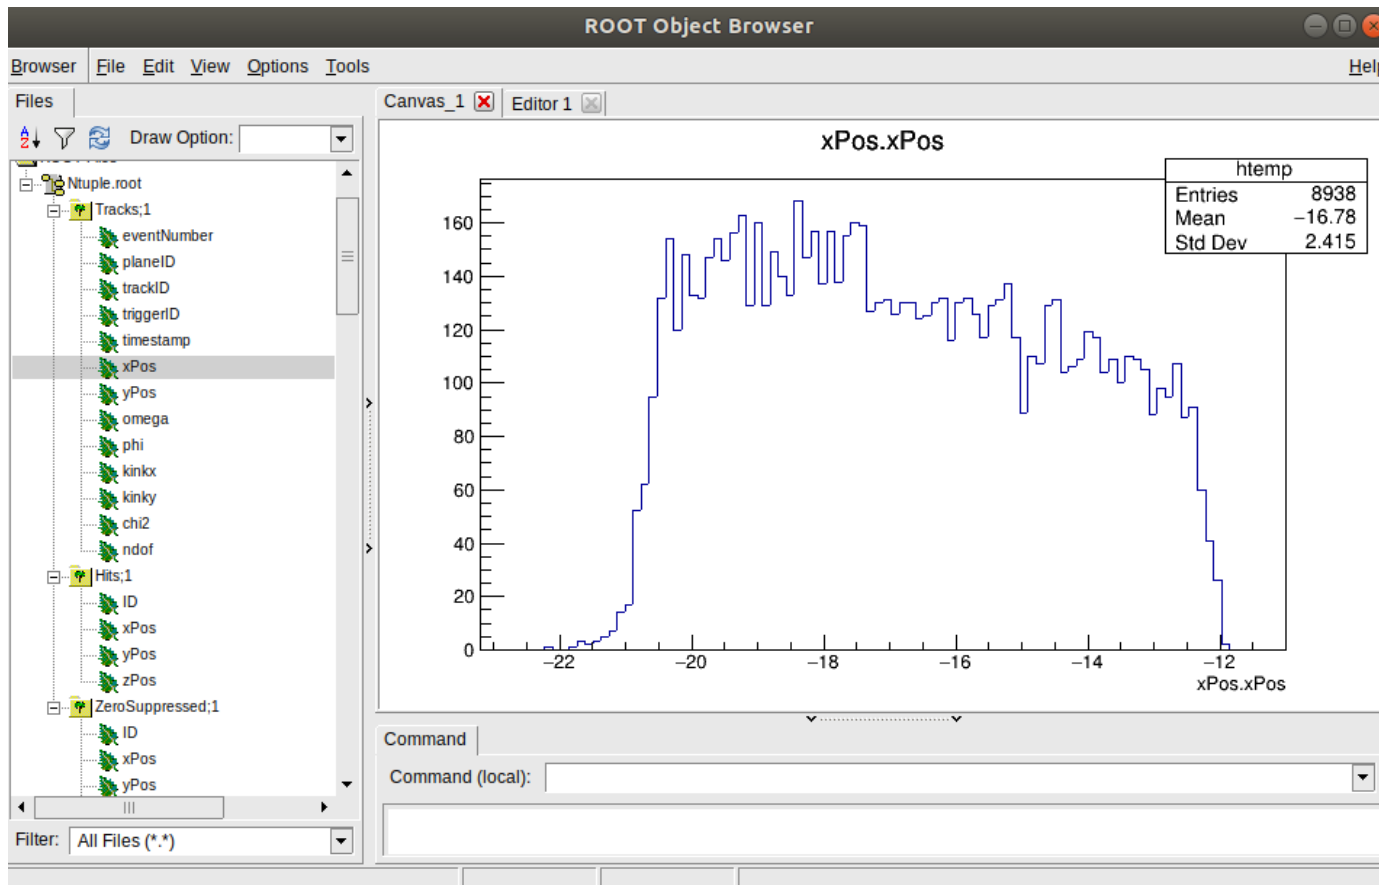 ROOT Object Browser
Browser File Edit View Options Tools
Files
Draw Option:
Ntuple.root
Tracks;1
eventNumber
planeID
trackID
triggerID
timestamp
xPos
yPos
omega
phi
kinkx
kinky
chi2
ndof
Hits;1
ID
xPos
yPos
zPos
ZeroSuppressed;1
ID
xPos
yPos
Filter: All Files (*.*)
Canvas_1 Editor 1
xPos.xPos
htemp
Entries 8938
Mean −16.78
Std Dev 2.415
160
140
120
100
80
60
40
20
0
−22 −20 −18 −16 −14 −12
xPos.xPos
Command
Command (local):